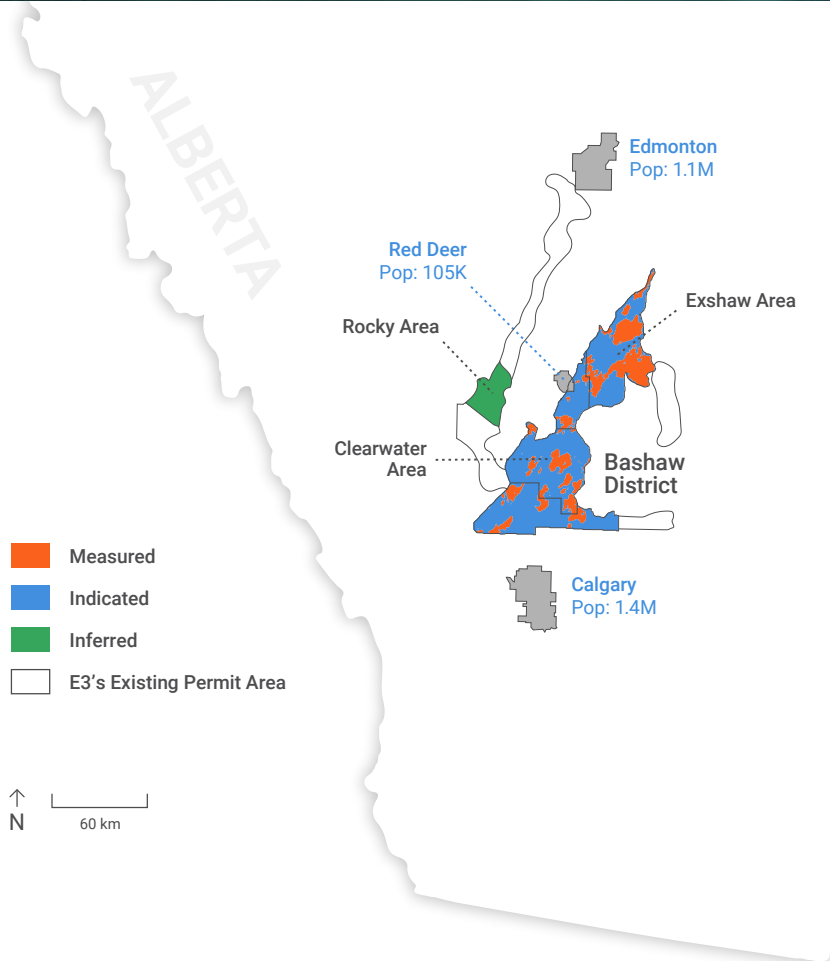 ALBERTA
Edmonton
Pop: 1.1M
Red Deer
Pop: 105K
Exshaw Area
Rocky Area
Clearwater
Area
Bashaw
District
Measured
Indicated
Inferred
E3's Existing Permit Area
Calgary
Pop: 1.4M
N
60 km